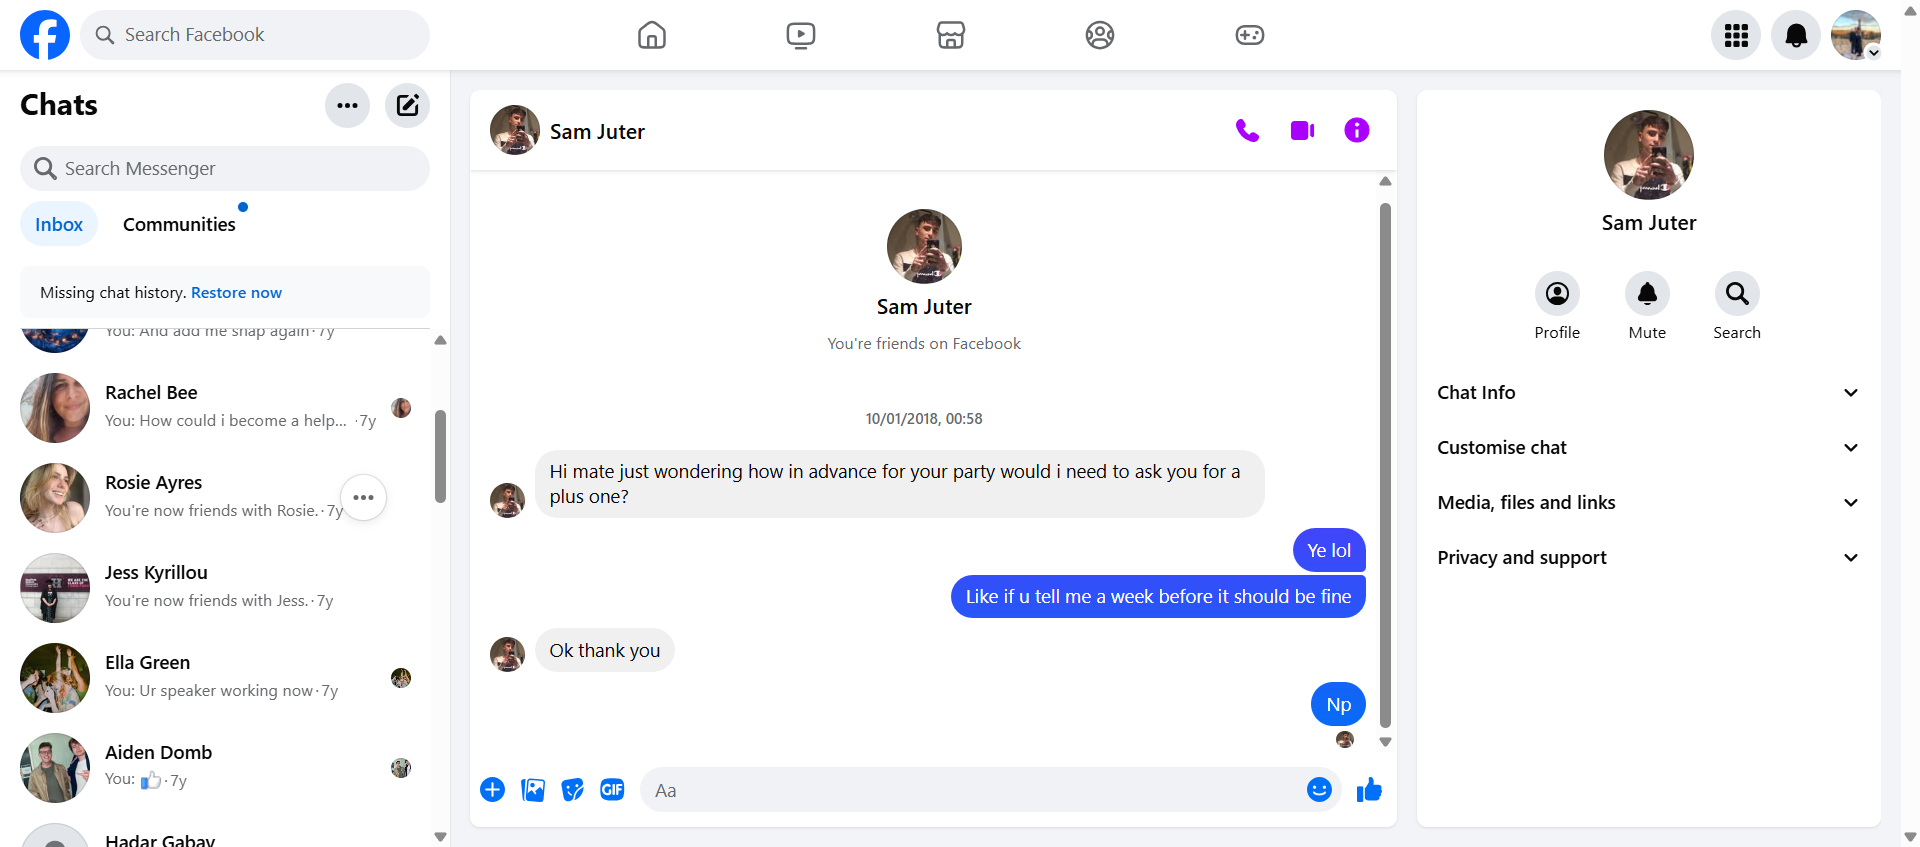 Search Facebook
Chats
Search Messenger
Inbox
Communities
Missing chat history. Restore now
You: And add me snap again · 7y
Rachel Bee
You: How could i become a help... · 7y
Rosie Ayres
You're now friends with Rosie. · 7y
Jess Kyrillou
You're now friends with Jess. · 7y
Ella Green
You: Ur speaker working now · 7y
Aiden Domb
You: 👍 · 7y
Hadar Gabay
Sam Juter
Sam Juter
You're friends on Facebook
10/01/2018, 00:58
Hi mate just wondering how in advance for your party would i need to ask you for a
plus one?
Ye lol
Like if u tell me a week before it should be fine
Ok thank you
Np
GIF
Aa
Sam Juter
Profile
Mute
Search
Chat Info
Customise chat
Media, files and links
Privacy and support